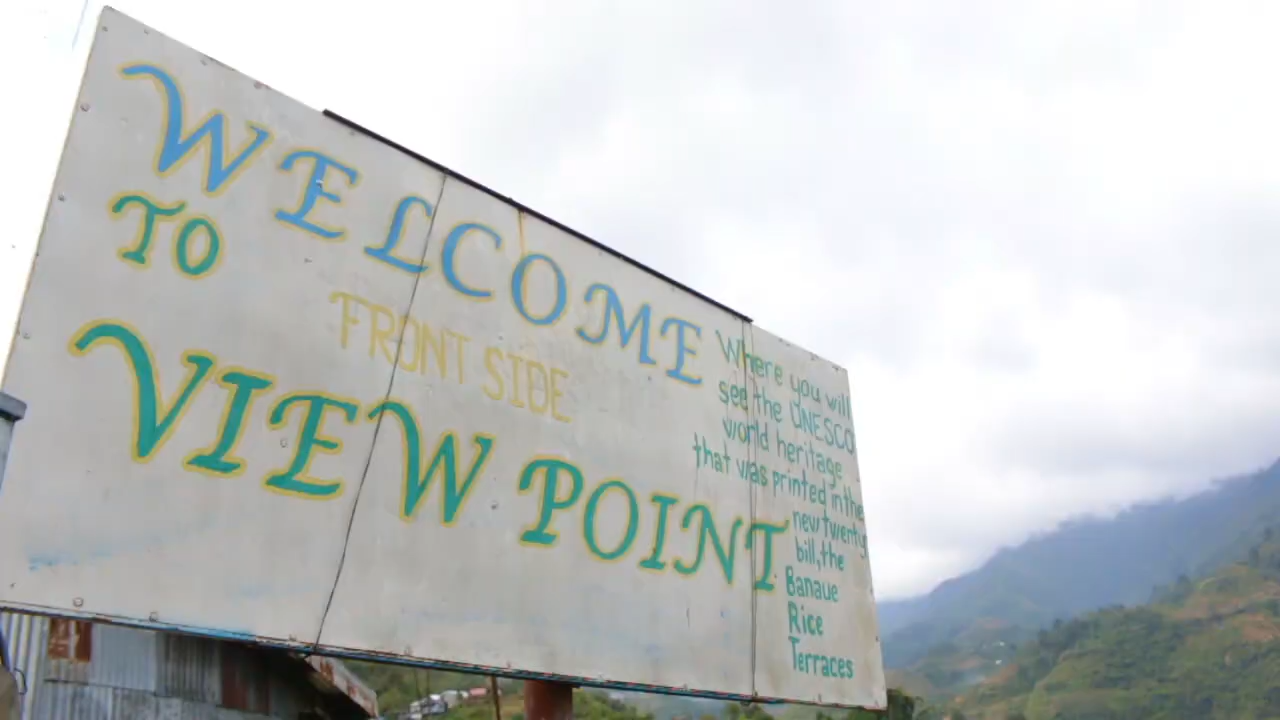 WELCOME
TO
FRONT SIDE
VIEW POINT
Where you will
see the UNESCO
world heritage
that was printed in the
new twenty
bill, the
Banaue
Rice
Terraces